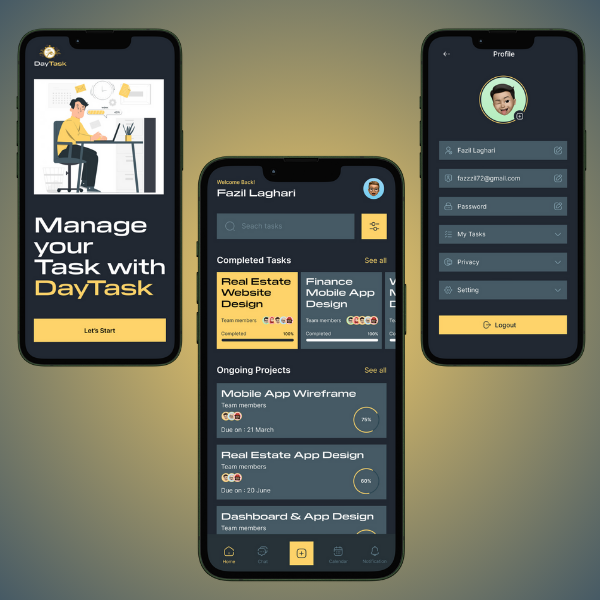 DayTask
Manage
your
Task with
DayTask
Let's Start
Welcome Back!
Fazil Laghari
Seach tasks
Completed Tasks
See all
Real Estate
Website
Design
Team members
Completed
100%
Finance
Mobile App
Design
Team members
Completed
100%
Ongoing Projects
See all
Mobile App Wireframe
Team members
Due on : 21 March
75%
Real Estate App Design
Team members
Due on : 20 June
60%
Dashboard & App Design
Team members
Home
Chat
Calendar
Notification
Profile
Fazil Laghari
fazzzil72@gmail.com
Password
My Tasks
Privacy
Setting
Logout